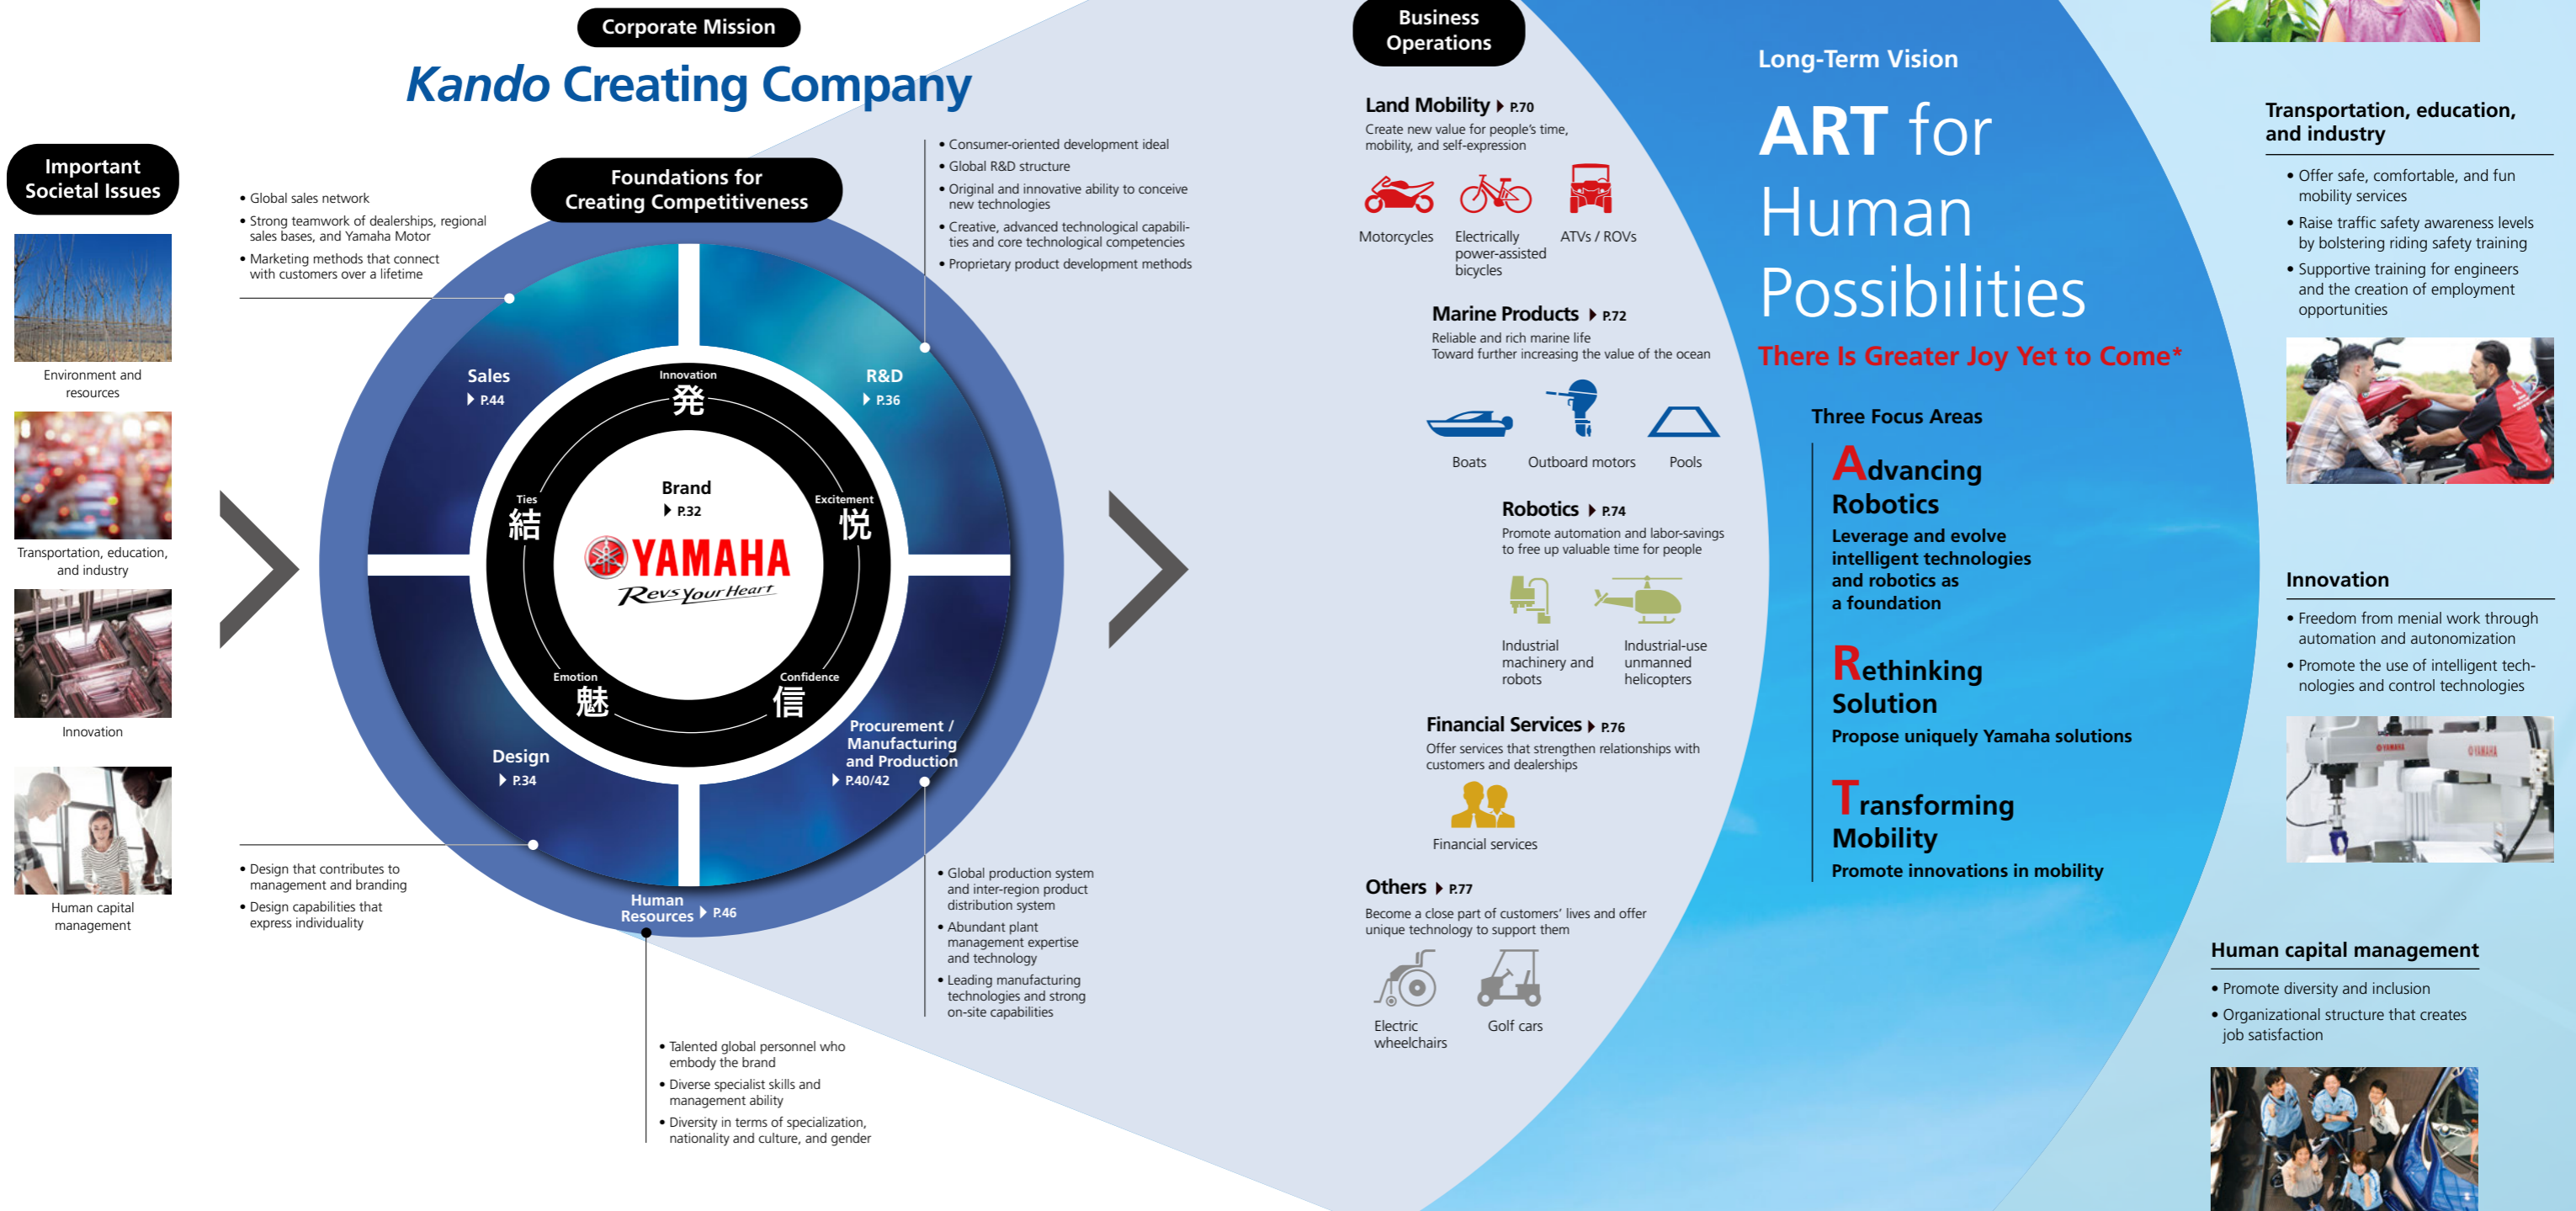 Corporate Mission
Kando Creating Company
Important
Societal Issues
Environment and
resources
Transportation, education,
and industry
Innovation
Human capital
management
Foundations for
Creating Competitiveness
• Global sales network
• Strong teamwork of dealerships, regional
sales bases, and Yamaha Motor
• Marketing methods that connect
with customers over a lifetime
• Consumer-oriented development ideal
• Global R&D structure
• Original and innovative ability to conceive
new technologies
• Creative, advanced technological capabili-
ties and core technological competencies
• Proprietary product development methods
Sales
P.44
R&D
P.36
Innovation
発
Ties
結
Excitement
悦
Emotion
魅
Confidence
信
Brand
P.32
YAMAHA
Revs Your Heart
Design
P.34
Procurement /
Manufacturing
and Production
P.40/42
Human
Resources P.46
• Design that contributes to
management and branding
• Design capabilities that
express individuality
• Global production system
and inter-region product
distribution system
• Abundant plant
management expertise
and technology
• Leading manufacturing
technologies and strong
on-site capabilities
• Talented global personnel who
embody the brand
• Diverse specialist skills and
management ability
• Diversity in terms of specialization,
nationality and culture, and gender
Business
Operations
Land Mobility P.70
Create new value for people's time,
mobility, and self-expression
Motorcycles
Electrically
power-assisted
bicycles
ATVs / ROVs
Marine Products P.72
Reliable and rich marine life
Toward further increasing the value of the ocean
Boats
Outboard motors
Pools
Robotics P.74
Promote automation and labor-savings
to free up valuable time for people
Industrial
machinery and
robots
Industrial-use
unmanned
helicopters
Financial Services P.76
Offer services that strengthen relationships with
customers and dealerships
Financial services
Others P.77
Become a close part of customers' lives and offer
unique technology to support them
Electric
wheelchairs
Golf cars
Long-Term Vision
ART for
Human
Possibilities
There Is Greater Joy Yet to Come*
Three Focus Areas
Advancing
Robotics
Leverage and evolve
intelligent technologies
and robotics as
a foundation
Rethinking
Solution
Propose uniquely Yamaha solutions
Transforming
Mobility
Promote innovations in mobility
Transportation, education,
and industry
• Offer safe, comfortable, and fun
mobility services
• Raise traffic safety awareness levels
by bolstering riding safety training
• Supportive training for engineers
and the creation of employment
opportunities
Innovation
• Freedom from menial work through
automation and autonomization
• Promote the use of intelligent tech-
nologies and control technologies
YAMAHA
YAMAHA
Human capital management
• Promote diversity and inclusion
• Organizational structure that creates
job satisfaction